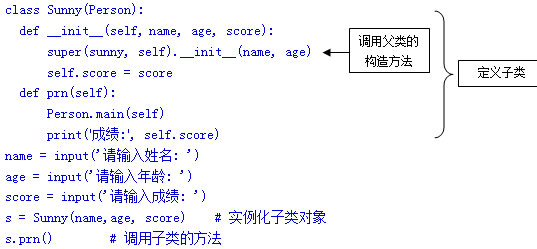 class Sunny(Person):
  def __init__(self, name, age, score):
      super(sunny, self).__init__(name, age)
      self.score = score
  def prn(self):
      Person.main(self)
      print('成绩:', self.score)
name = input('请输入姓名: ')
age = input('请输入年龄: ')
score = input('请输入成绩: ')
s = Sunny(name,age, score)    # 实例化子类对象
s.prn()        # 调用子类的方法
调用父类的
构造方法
定义子类